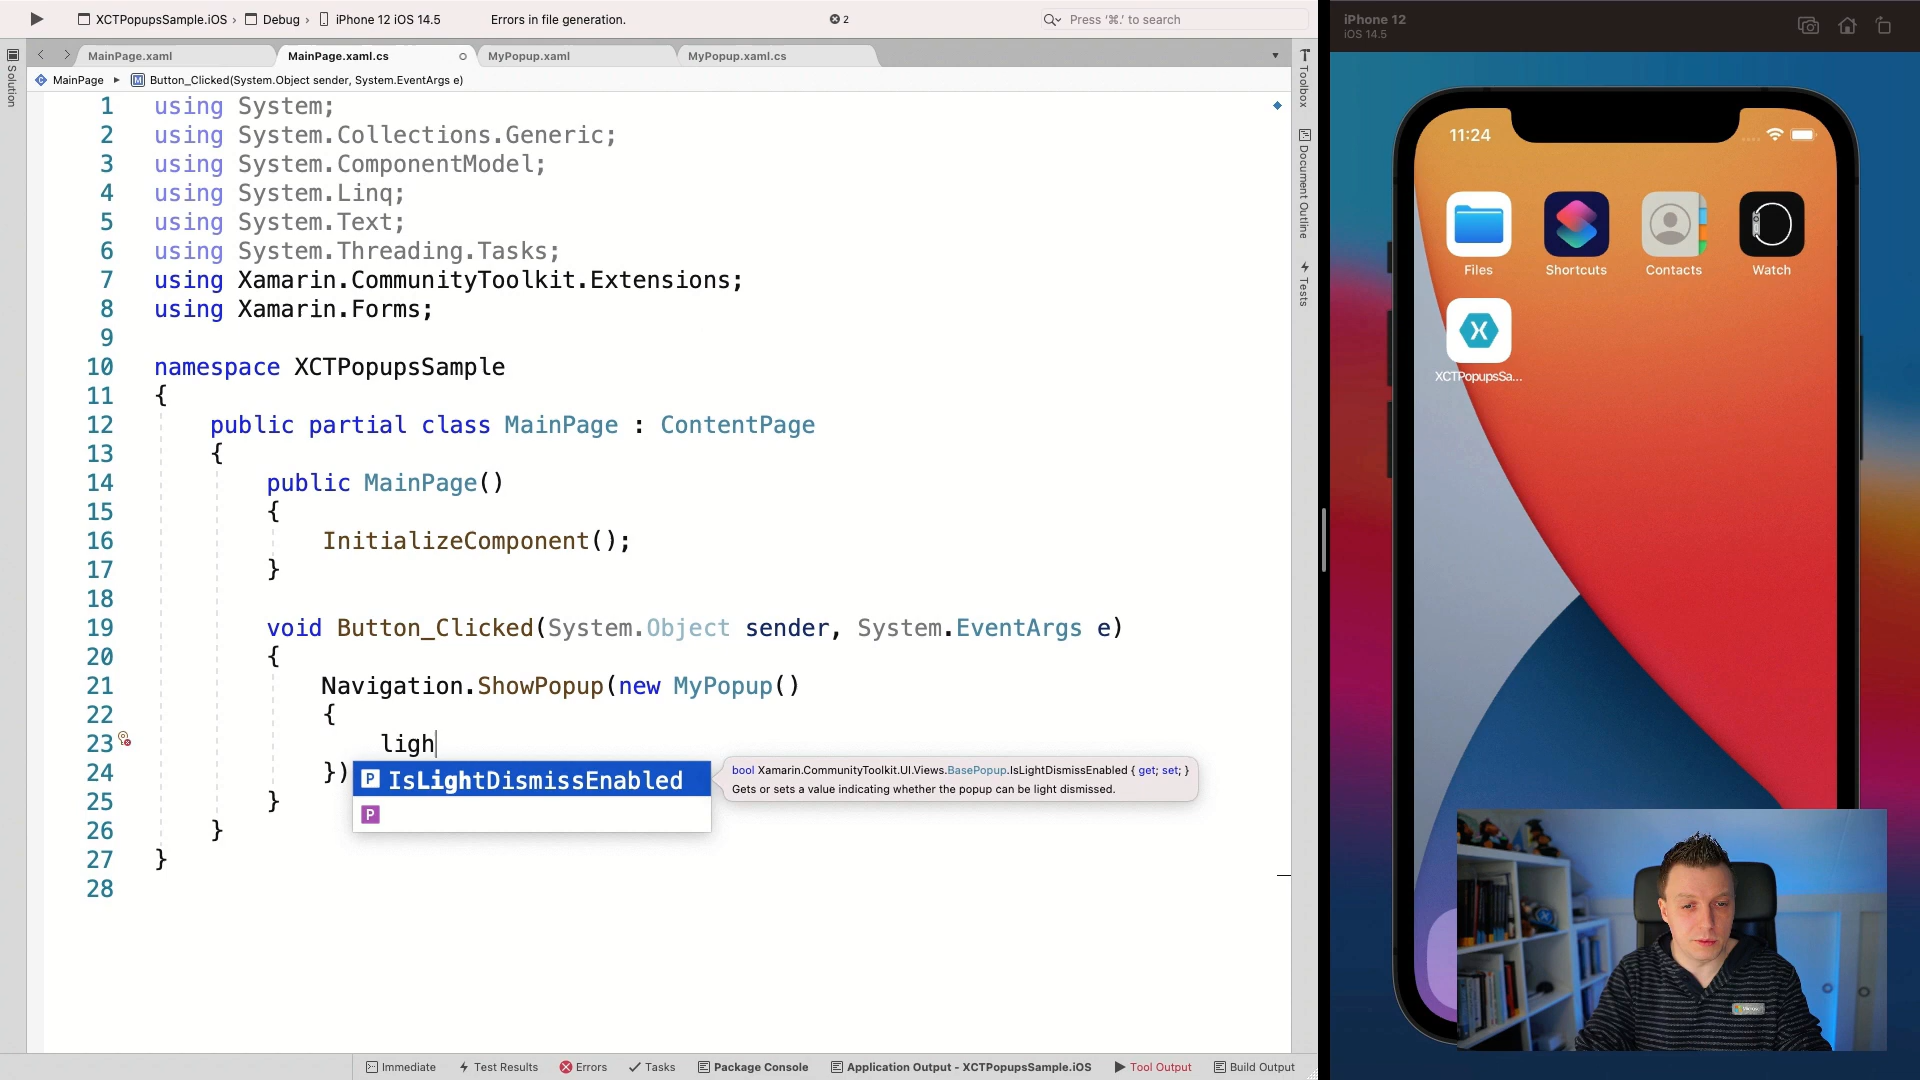 XCTPopupsSample.iOS › Debug › iPhone 12 iOS 14.5
Errors in file generation.
2
Press '⌘.' to search
MainPage.xaml
MainPage.xaml.cs
MyPopup.xaml
MyPopup.xaml.cs
MainPage ▸ M Button_Clicked(System.Object sender, System.EventArgs e)
Solution
Toolbox
Document Outline
Tests
1 using System;
2 using System.Collections.Generic;
3 using System.ComponentModel;
4 using System.Linq;
5 using System.Text;
6 using System.Threading.Tasks;
7 using Xamarin.CommunityToolkit.Extensions;
8 using Xamarin.Forms;
9
10 namespace XCTPopupsSample
11 {
12 public partial class MainPage : ContentPage
13 {
14 public MainPage()
15 {
16 InitializeComponent();
17 }
18
19 void Button_Clicked(System.Object sender, System.EventArgs e)
20 {
21 Navigation.ShowPopup(new MyPopup()
22 {
23 ligh
24 })
25 }
26 }
27 }
28
P IsLightDismissEnabled
P
bool Xamarin.CommunityToolkit.UI.Views.BasePopup.IsLightDismissEnabled { get; set; }
Gets or sets a value indicating whether the popup can be light dismissed.
Immediate
Test Results
Errors
Tasks
Package Console
Application Output - XCTPopupsSample.iOS
Tool Output
Build Output
iPhone 12
iOS 14.5
11:24
Files
Shortcuts
Contacts
Watch
XCTPopupsSa...